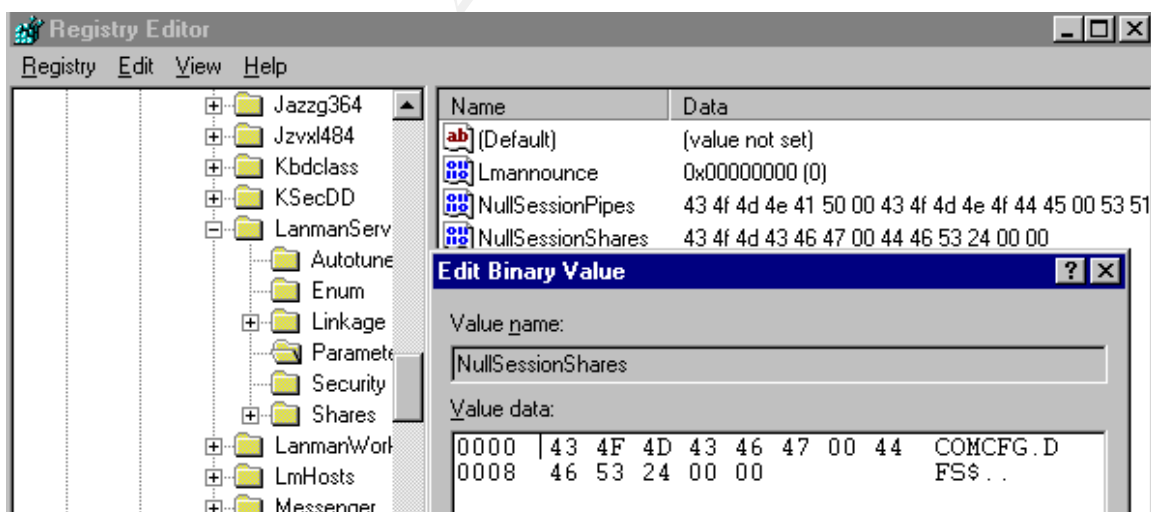 Registry Editor
Registry Edit View Help
Jazzg364
Jzvxl484
Kbdclass
KSecDD
LanmanServ
Autotune
Enum
Linkage
Paramete
Security
Shares
LanmanWork
LmHosts
Messenger
Name Data
ab (Default) (value not set)
Lmannounce 0x00000000 (0)
NullSessionPipes 43 4f 4d 4e 41 50 00 43 4f 4d 4e 4f 44 45 00 53 51
NullSessionShares 43 4f 4d 43 46 47 00 44 46 53 24 00 00
Edit Binary Value
Value name:
NullSessionShares
Value data:
0000 43 4F 4D 43 46 47 00 44 COMCFG.D
0008 46 53 24 00 00 FS$..